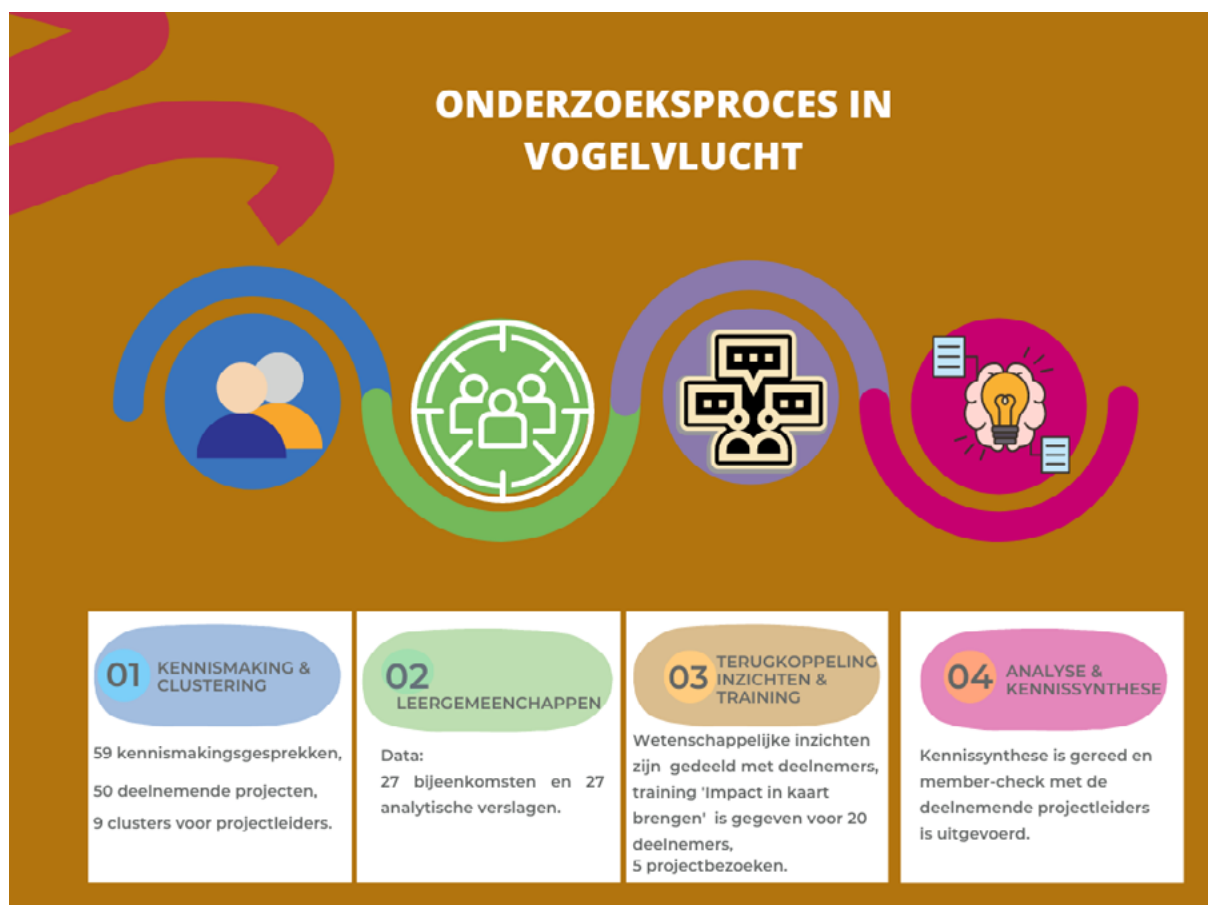 ONDERZOEKSPROCES IN
VOGELVLUCHT
01
KENNISMAKING &
CLUSTERING
59 kennismakingsgesprekken,
50 deelnemende projecten,
9 clusters voor projectleiders.
02
LEERGEMEENCHAPPEN
Data:
27 bijeenkomsten en 27
analytische verslagen.
03
TERUGKOPPELING
INZICHTEN &
TRAINING
Wetenschappelijke inzichten
zijn gedeeld met deelnemers,
training 'Impact in kaart
brengen' is gegeven voor 20
deelnemers,
5 projectbezoeken.
04
ANALYSE &
KENNISSYNTHESE
Kennissynthese is gereed en
member-check met de
deelnemende projectleiders
is uitgevoerd.